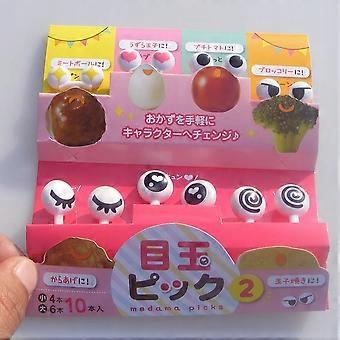 うずら玉子に!
プチトマトに!
ミートボールに!
ブロッコリーに!
おかずを手軽に
キャラクターへチェンジ♪
目玉
ピック 2
medama picks
からあげに!
玉子焼きに!
小 4本
大 6本 10本入